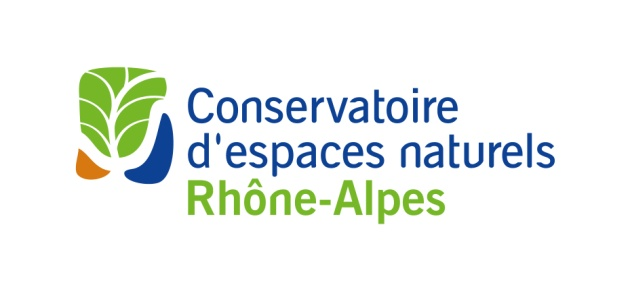 Conservatoire
d'espaces naturels
Rhône-Alpes